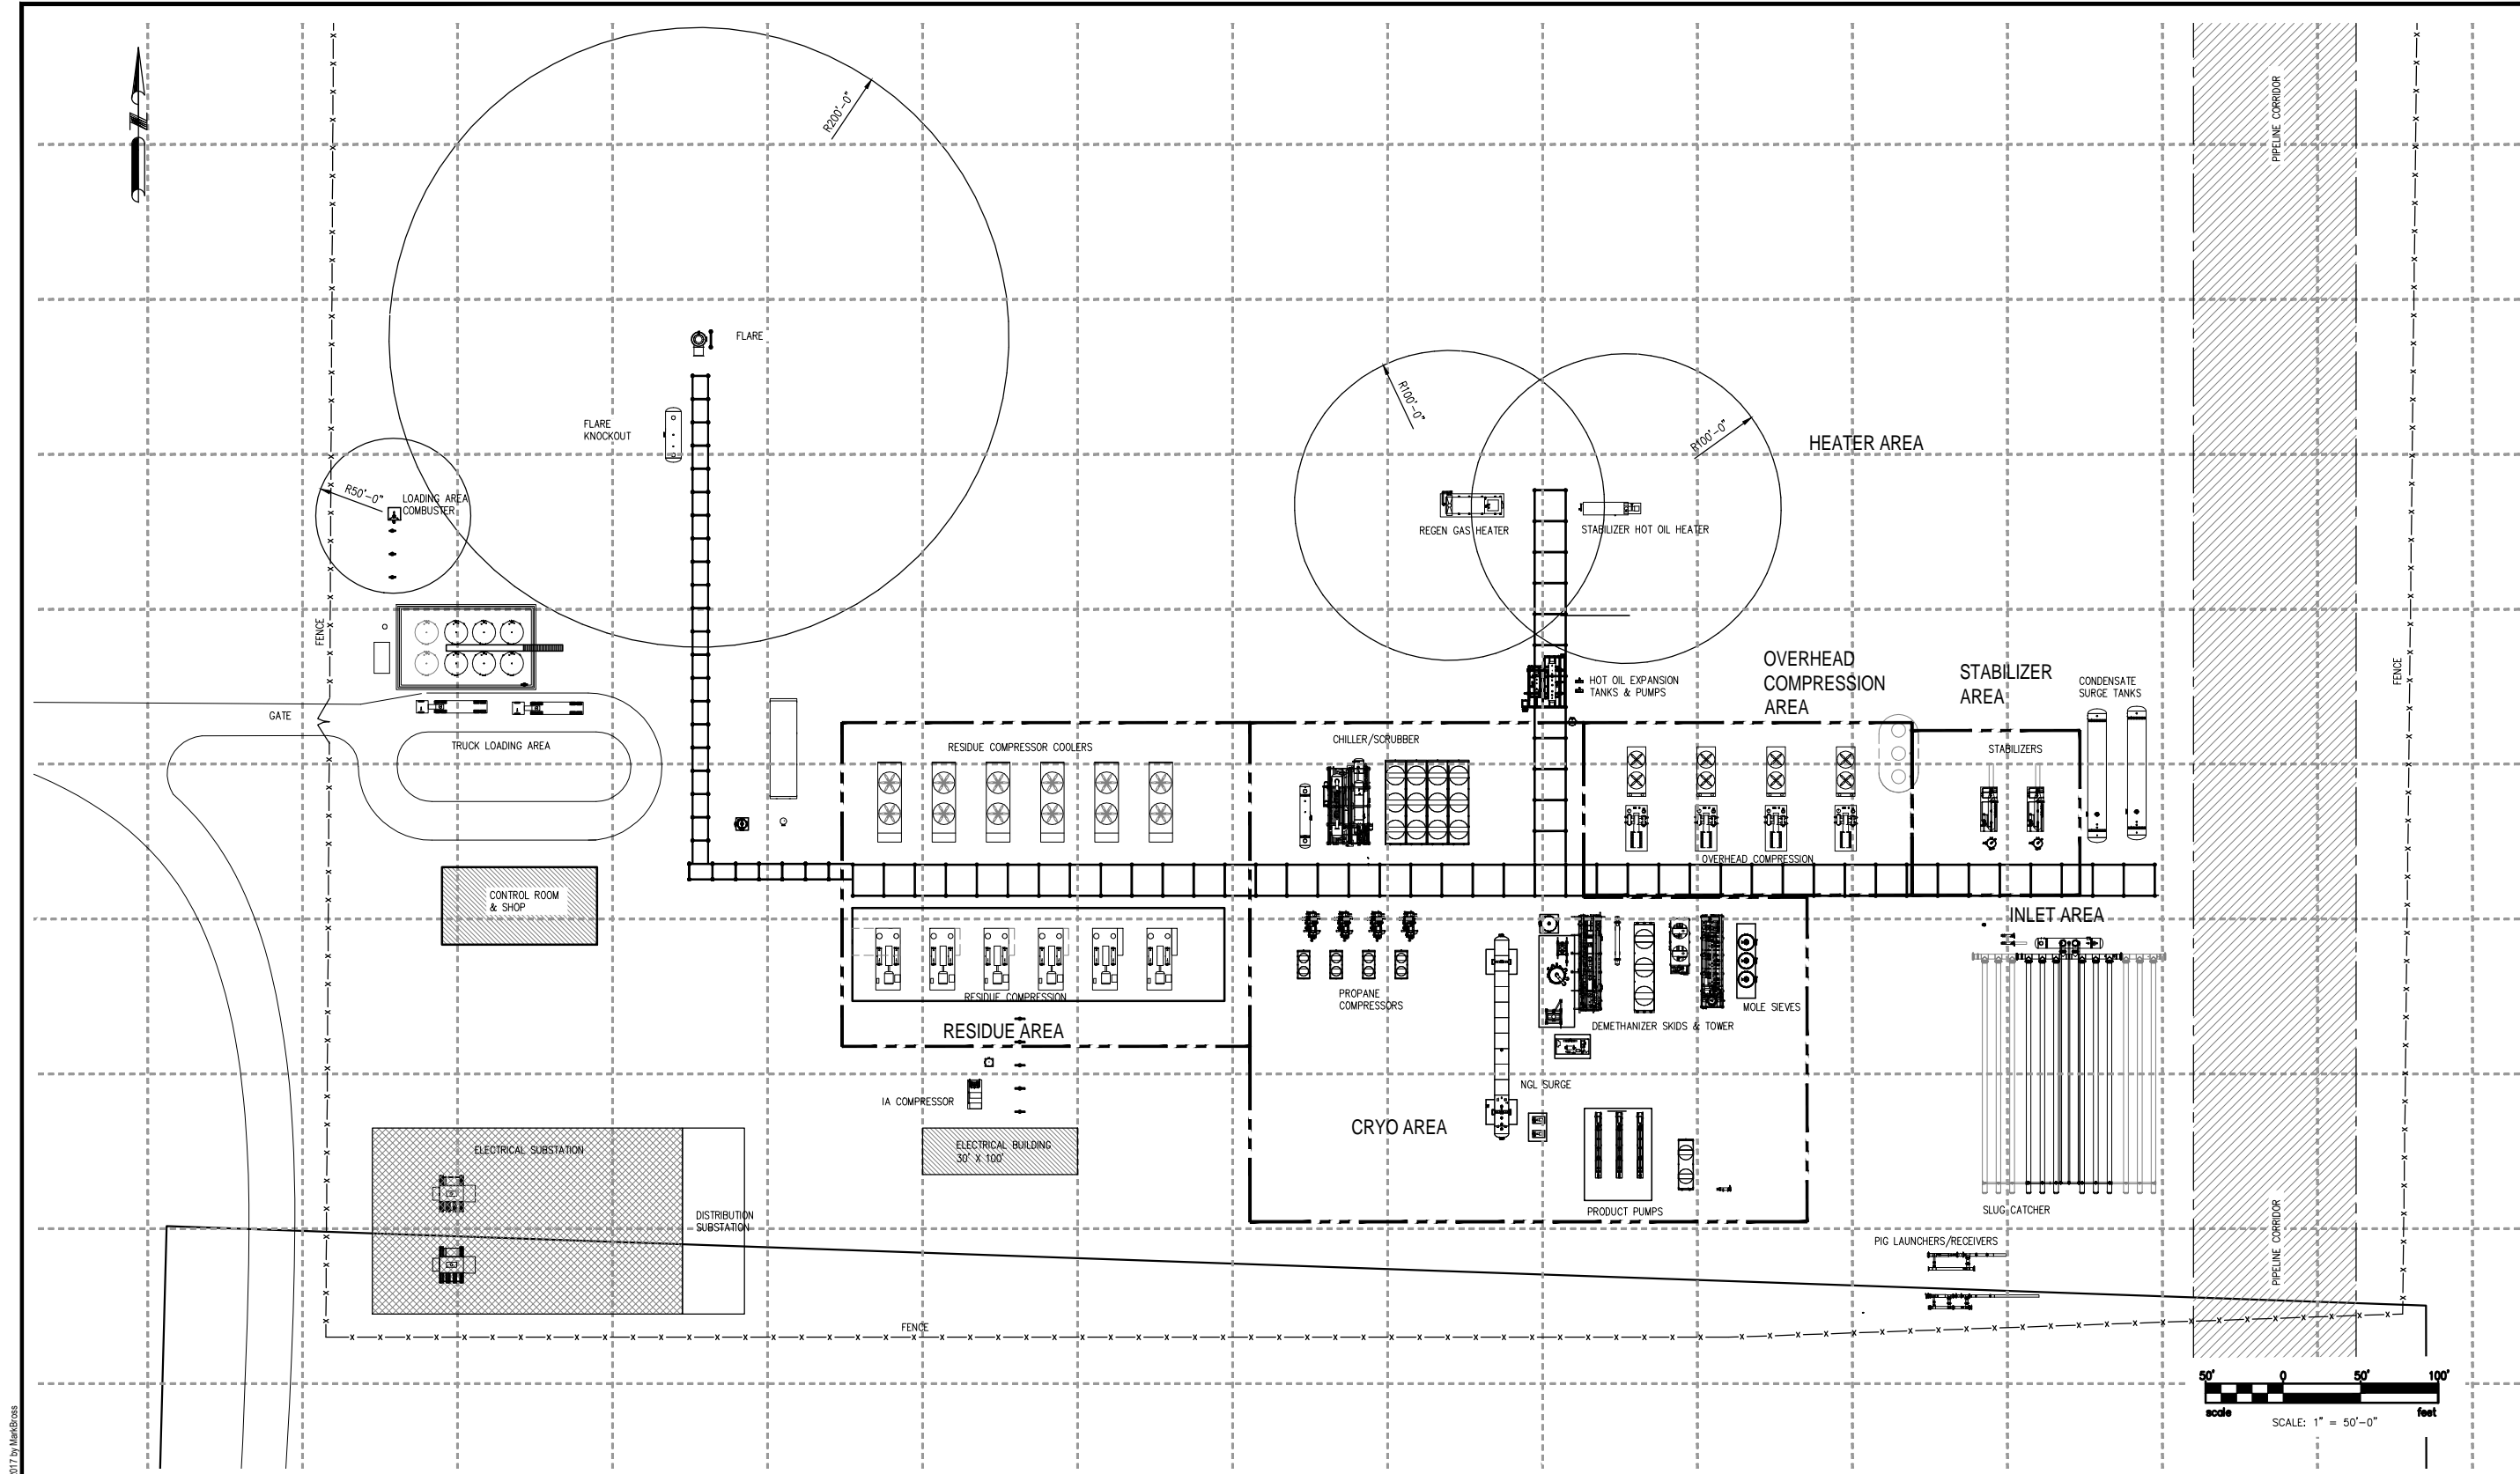 PIPELINE CORRIDOR
R200'-0"
FLARE
FLARE
KNOCKOUT
R100'-0"
R100'-0"
HEATER AREA
R50'-0"
LOADING AREA
COMBUSTER
REGEN GAS HEATER
STABILIZER HOT OIL HEATER
FENCE
FENCE
OVERHEAD
COMPRESSION
AREA
STABILIZER
AREA
CONDENSATE
SURGE TANKS
HOT OIL EXPANSION
TANKS & PUMPS
GATE
TRUCK LOADING AREA
RESIDUE COMPRESSOR COOLERS
CHILLER/SCRUBBER
STABILIZERS
OVERHEAD COMPRESSION
CONTROL ROOM
& SHOP
INLET AREA
RESIDUE COMPRESSION
PROPANE
COMPRESSORS
MOLE SIEVES
DEMETHANIZER SKIDS & TOWER
RESIDUE AREA
NGL SURGE
IA COMPRESSOR
CRYO AREA
ELECTRICAL SUBSTATION
ELECTRICAL BUILDING
30' X 100'
DISTRIBUTION
SUBSTATION
PRODUCT PUMPS
SLUG CATCHER
PIG LAUNCHERS/RECEIVERS
PIPELINE CORRIDOR
FENCE
50' 0 50' 100'
scale feet
SCALE: 1" = 50'-0"
2017 by MarkBross